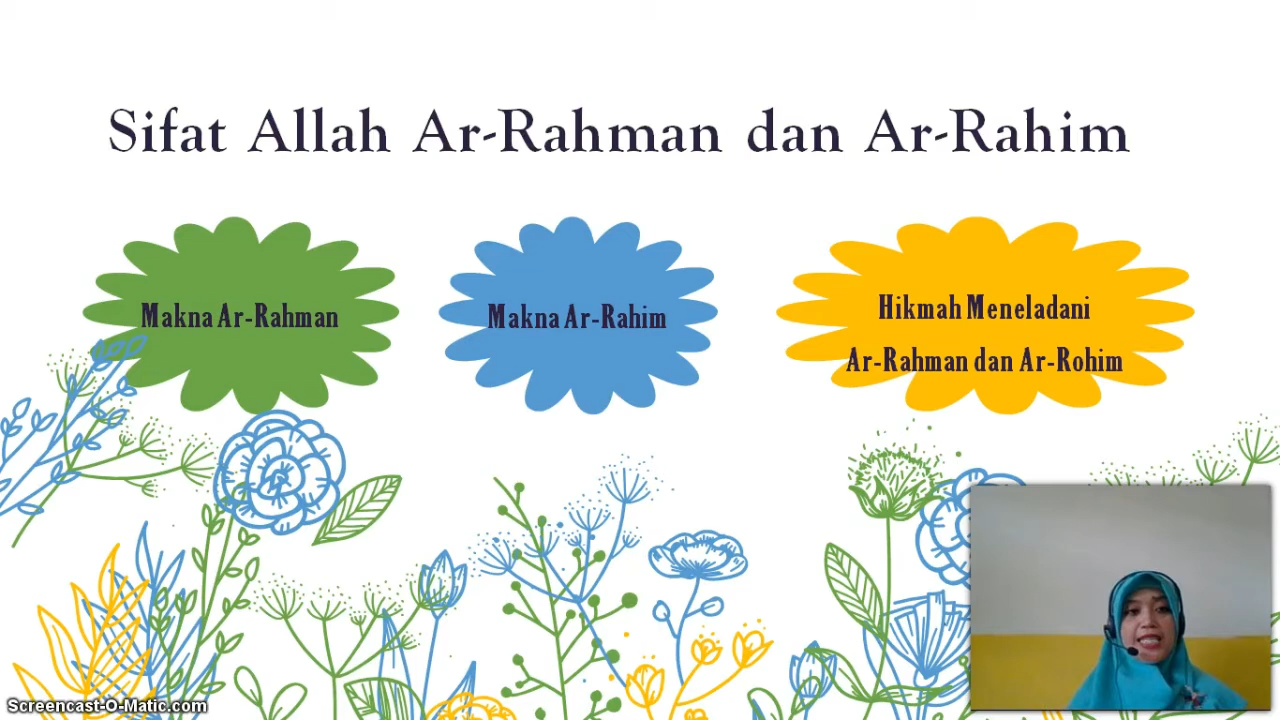 Sifat Allah Ar-Rahman dan Ar-Rahim
Makna Ar-Rahman
Makna Ar-Rahim
Hikmah Meneladani
Ar-Rahman dan Ar-Rohim
Screencast-O-Matic.com